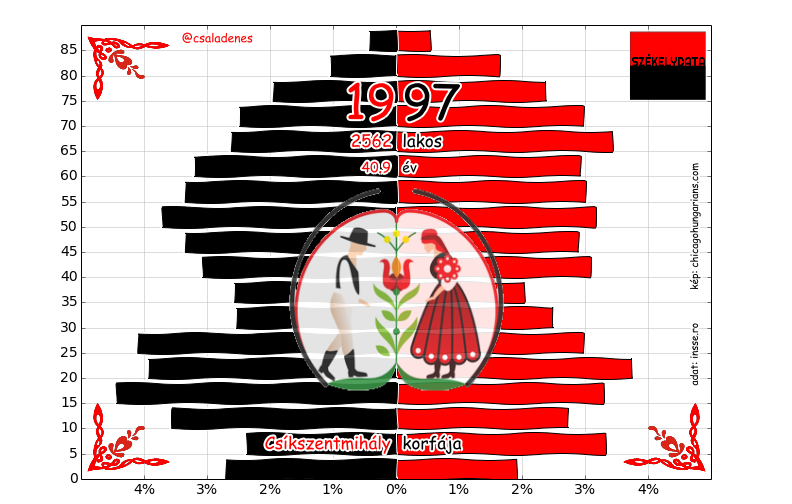 @csaladenes
SZÉKELYDATA
1997
2562 lakos
40.9 év
85
80
75
70
65
60
55
50
45
40
35
30
25
20
15
10
5
0
kép: chicagohungarians.com
adat: insse.ro
Csíkszentmihály korfája
4% 3% 2% 1% 0% 1% 2% 3% 4%